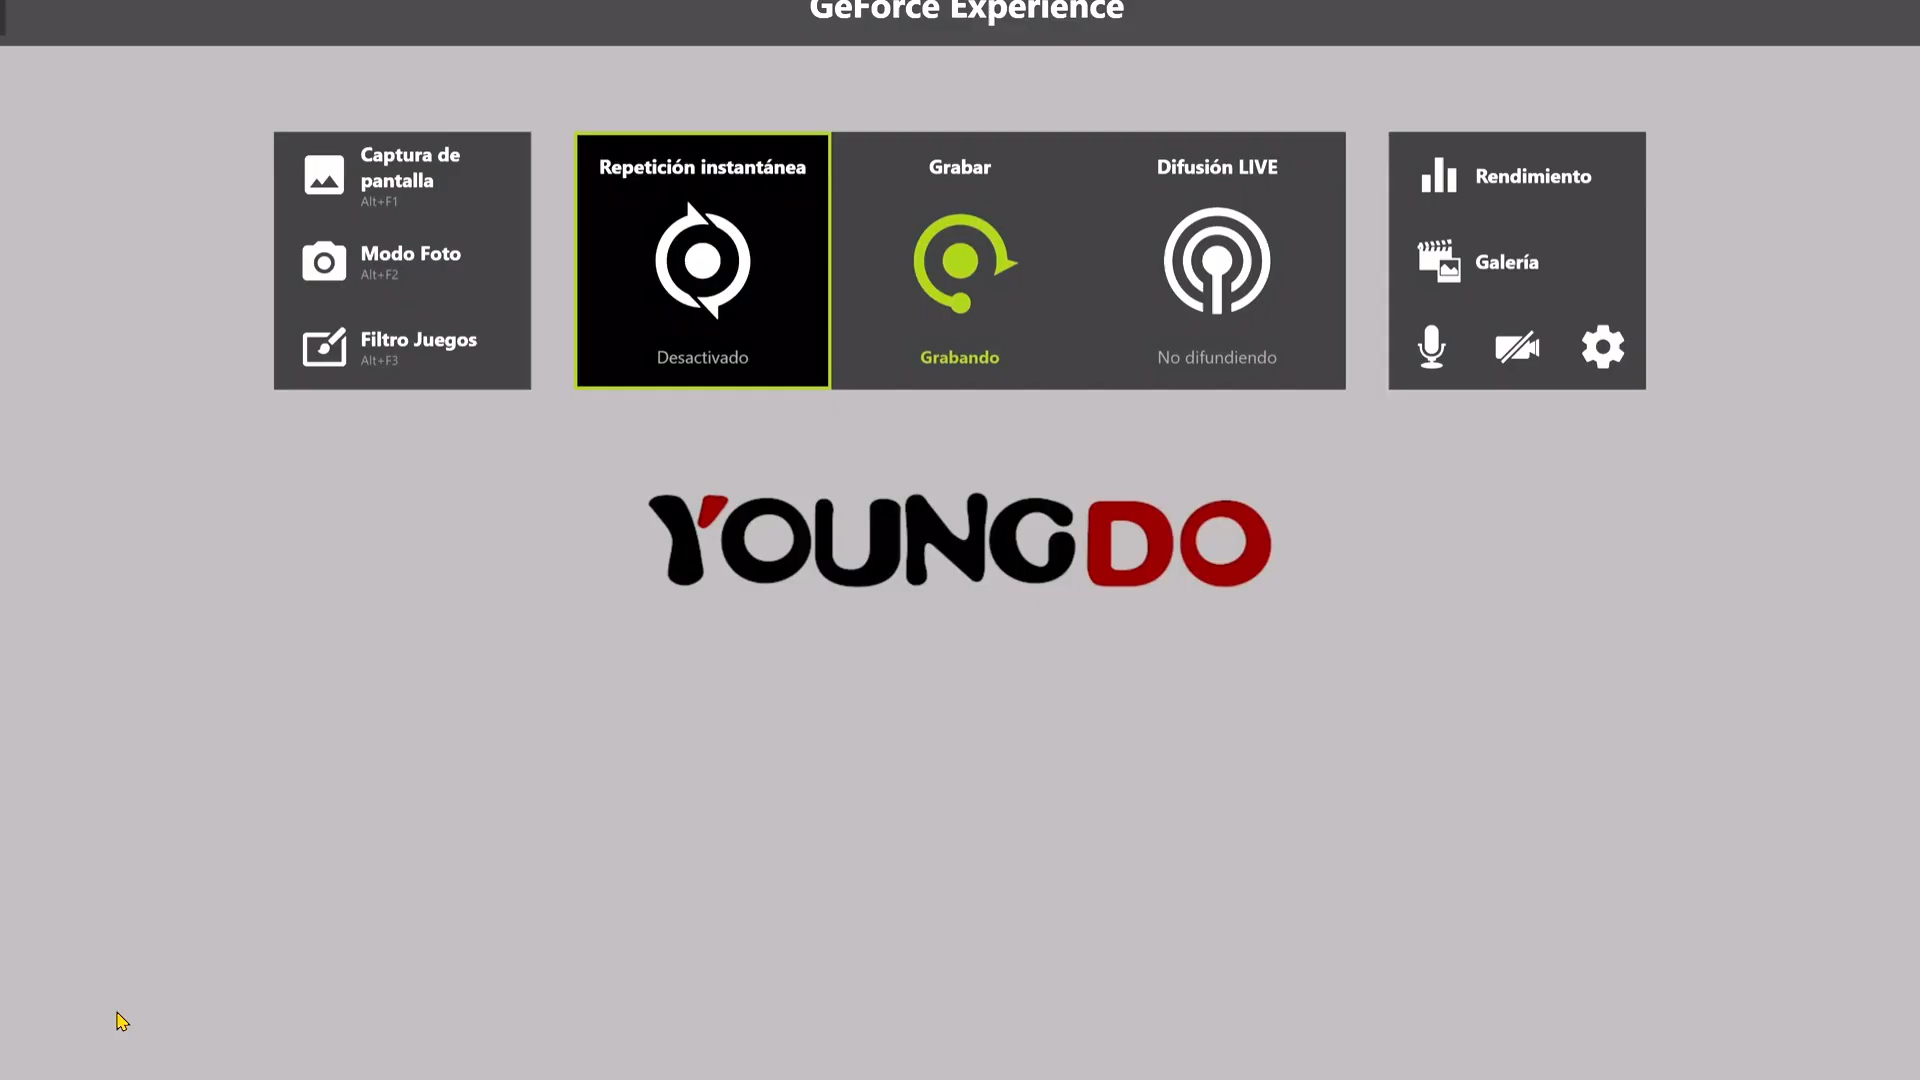 GeForce Experience
Captura de
pantalla
Alt+F1
Modo Foto
Alt+F2
Filtro Juegos
Alt+F3
Repetición instantánea
Desactivado
Grabar
Grabando
Difusión LIVE
No difundiendo
Rendimiento
Galería
YOUNGDO